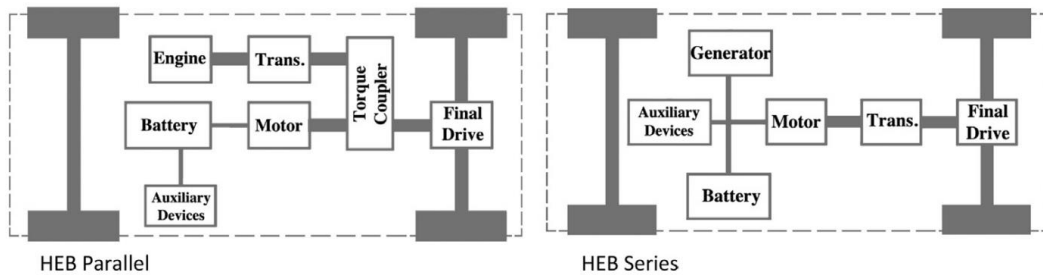 Engine
Trans.
Torque
Coupler
Battery
Motor
Final
Drive
Auxiliary
Devices
HEB Parallel
Generator
Auxiliary
Devices
Motor
Trans.
Final
Drive
Battery
HEB Series